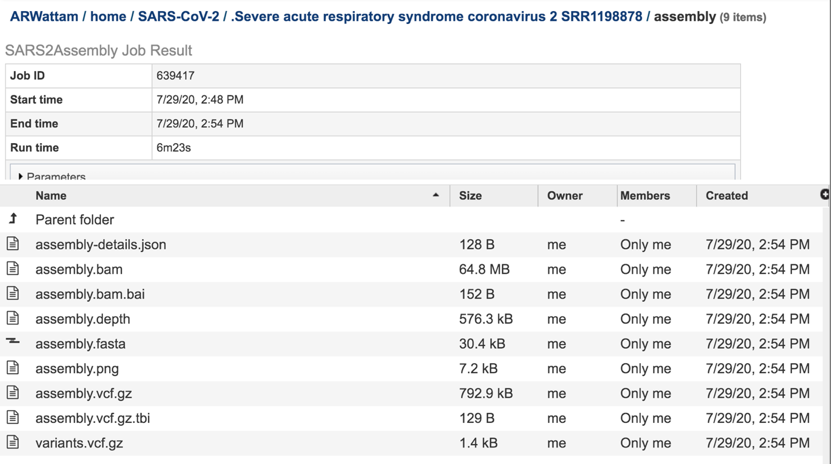 ARWattam / home / SARS-CoV-2 / .Severe acute respiratory syndrome coronavirus 2 SRR1198878 / assembly (9 items)
SARS2Assembly Job Result
Job ID 639417
Start time 7/29/20, 2:48 PM
End time 7/29/20, 2:54 PM
Run time 6m23s
Parameters
Name Size Owner Members Created
Parent folder -
assembly-details.json 128 B me Only me 7/29/20, 2:54 PM
assembly.bam 64.8 MB me Only me 7/29/20, 2:54 PM
assembly.bam.bai 152 B me Only me 7/29/20, 2:54 PM
assembly.depth 576.3 kB me Only me 7/29/20, 2:54 PM
assembly.fasta 30.4 kB me Only me 7/29/20, 2:54 PM
assembly.png 7.2 kB me Only me 7/29/20, 2:54 PM
assembly.vcf.gz 792.9 kB me Only me 7/29/20, 2:54 PM
assembly.vcf.gz.tbi 129 B me Only me 7/29/20, 2:54 PM
variants.vcf.gz 1.4 kB me Only me 7/29/20, 2:54 PM